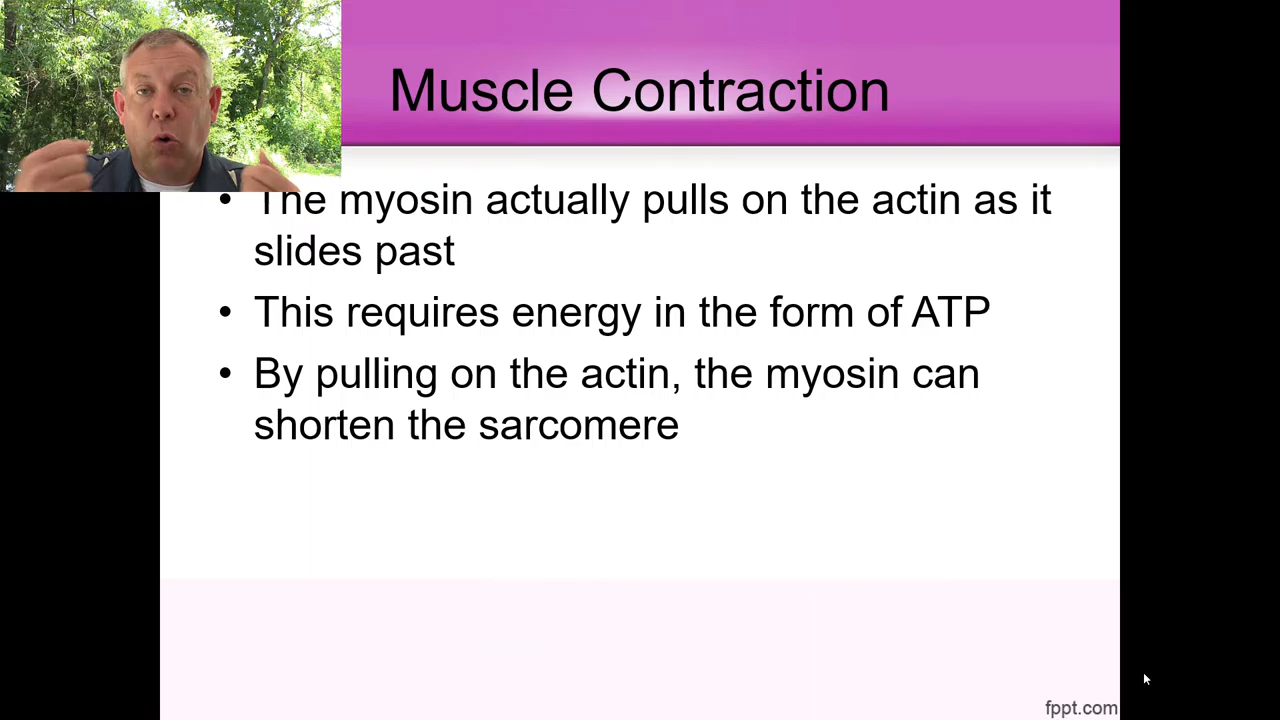 Muscle Contraction
• The myosin actually pulls on the actin as it
slides past
• This requires energy in the form of ATP
• By pulling on the actin, the myosin can
shorten the sarcomere
fppt.com